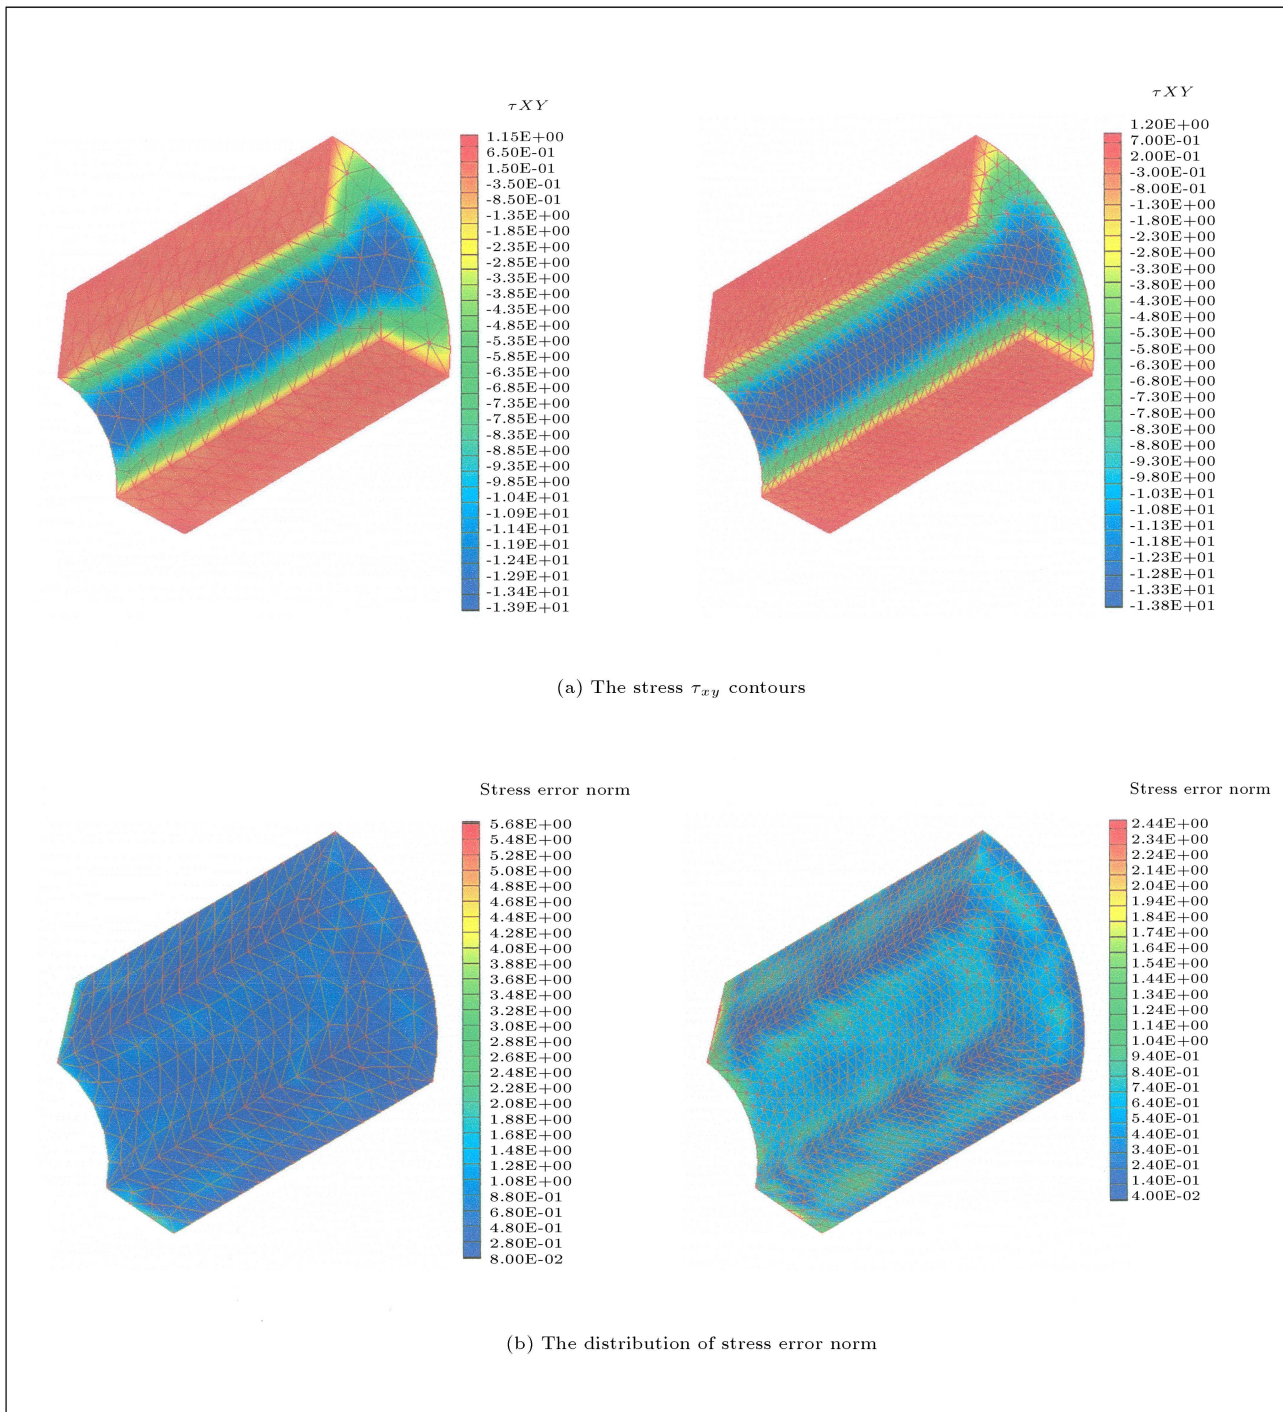 τXY
1.15E+00
6.50E-01
1.50E-01
-3.50E-01
-8.50E-01
-1.35E+00
-1.85E+00
-2.35E+00
-2.85E+00
-3.35E+00
-3.85E+00
-4.35E+00
-4.85E+00
-5.35E+00
-5.85E+00
-6.35E+00
-6.85E+00
-7.35E+00
-7.85E+00
-8.35E+00
-8.85E+00
-9.35E+00
-9.85E+00
-1.04E+01
-1.09E+01
-1.14E+01
-1.19E+01
-1.24E+01
-1.29E+01
-1.34E+01
-1.39E+01
τXY
1.20E+00
7.00E-01
2.00E-01
-3.00E-01
-8.00E-01
-1.30E+00
-1.80E+00
-2.30E+00
-2.80E+00
-3.30E+00
-3.80E+00
-4.30E+00
-4.80E+00
-5.30E+00
-5.80E+00
-6.30E+00
-6.80E+00
-7.30E+00
-7.80E+00
-8.30E+00
-8.80E+00
-9.30E+00
-9.80E+00
-1.03E+01
-1.08E+01
-1.13E+01
-1.18E+01
-1.23E+01
-1.28E+01
-1.33E+01
-1.38E+01
(a) The stress τxy contours
Stress error norm
5.68E+00
5.48E+00
5.28E+00
5.08E+00
4.88E+00
4.68E+00
4.48E+00
4.28E+00
4.08E+00
3.88E+00
3.68E+00
3.48E+00
3.28E+00
3.08E+00
2.88E+00
2.68E+00
2.48E+00
2.28E+00
2.08E+00
1.88E+00
1.68E+00
1.48E+00
1.28E+00
1.08E+00
8.80E-01
6.80E-01
4.80E-01
2.80E-01
8.00E-02
Stress error norm
2.44E+00
2.34E+00
2.24E+00
2.14E+00
2.04E+00
1.94E+00
1.84E+00
1.74E+00
1.64E+00
1.54E+00
1.44E+00
1.34E+00
1.24E+00
1.14E+00
1.04E+00
9.40E-01
8.40E-01
7.40E-01
6.40E-01
5.40E-01
4.40E-01
3.40E-01
2.40E-01
1.40E-01
4.00E-02
(b) The distribution of stress error norm